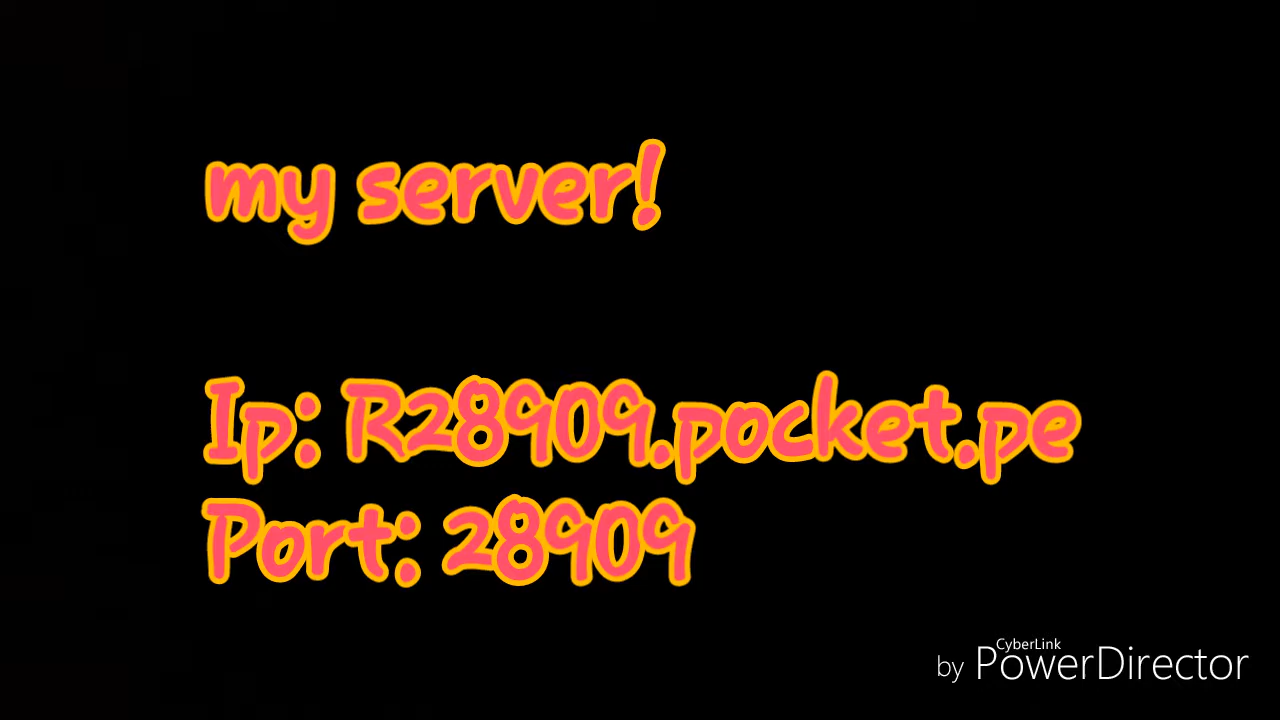 my server!
Ip: R28909.pocket.pe
Port: 28909
CyberLink
by PowerDirector